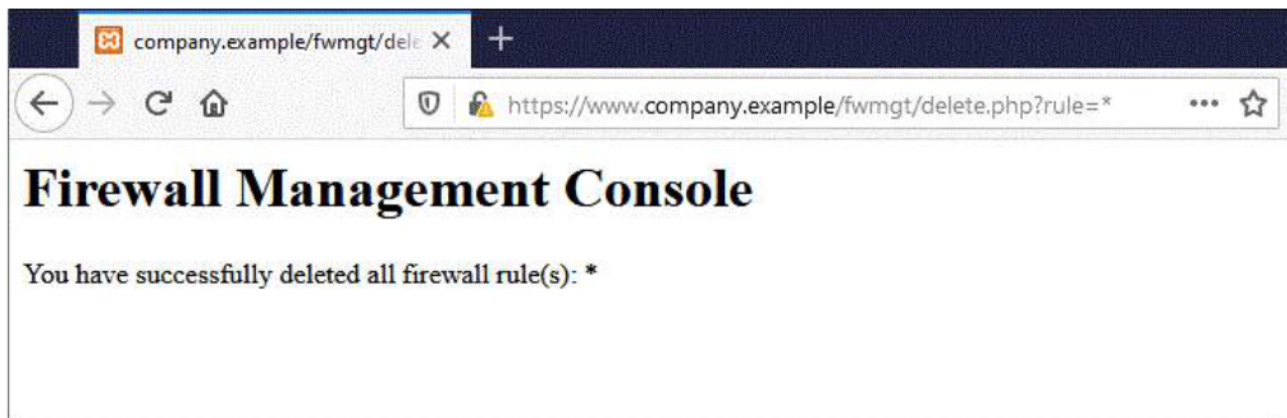 company.example/fwmgt/dele
https://www.company.example/fwmgt/delete.php?rule=*
Firewall Management Console
You have successfully deleted all firewall rule(s): *